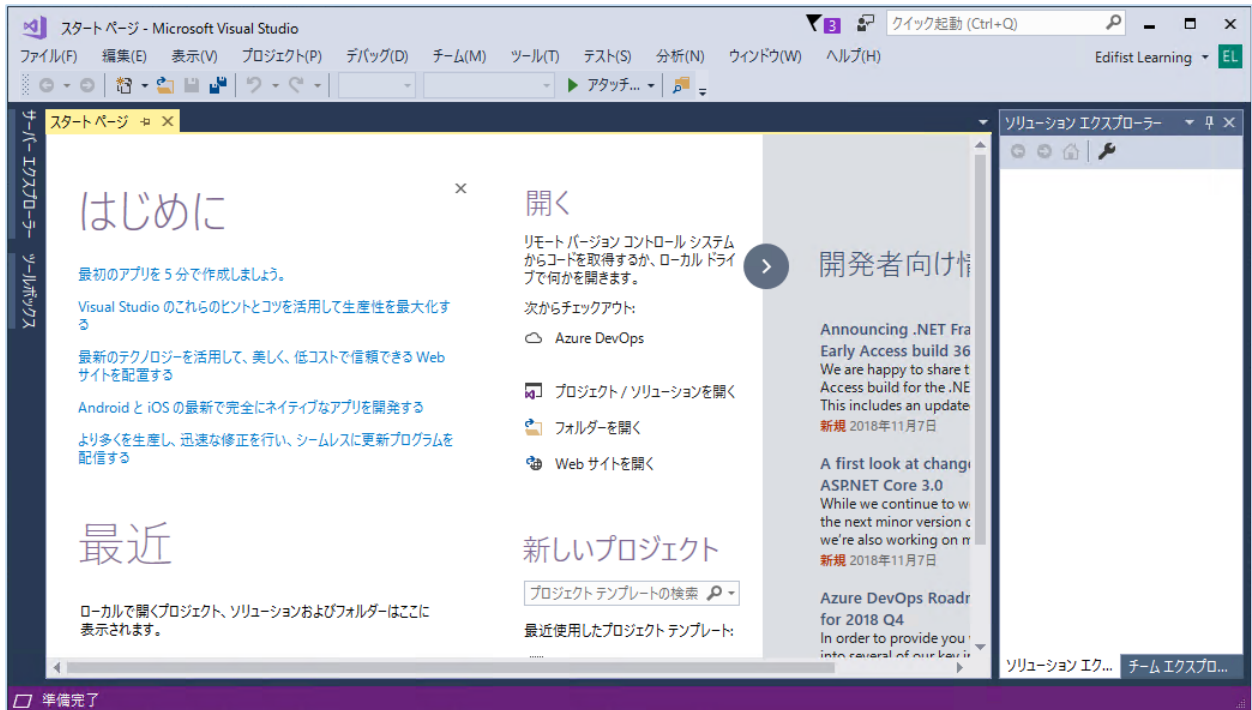 スタート ページ - Microsoft Visual Studio
3
クイック起動 (Ctrl+Q)
ファイル(F) 編集(E) 表示(V) プロジェクト(P) デバッグ(D) チーム(M) ツール(T) テスト(S) 分析(N) ウィンドウ(W) ヘルプ(H)
Edifist Learning
EL
アタッチ...
サーバー エクスプローラー
ツールボックス
スタート ページ
はじめに
最初のアプリを 5 分で作成しましょう。
Visual Studio のこれらのヒントとコツを活用して生産性を最大化す
る
最新のテクノロジーを活用して、美しく、低コストで信頼できる Web
サイトを配置する
Android と iOS の最新で完全にネイティブなアプリを開発する
より多くを生産し、迅速な修正を行い、シームレスに更新プログラムを
配信する
最近
ローカルで開くプロジェクト、ソリューションおよびフォルダーはここに
表示されます。
開く
リモート バージョン コントロール システム
からコードを取得するか、ローカル ドライ
ブで何かを開きます。
次からチェックアウト:
Azure DevOps
プロジェクト / ソリューションを開く
フォルダーを開く
Web サイトを開く
新しいプロジェクト
プロジェクト テンプレートの検索
最近使用したプロジェクト テンプレート:
開発者向け
Announcing .NET Fra
Early Access build 36
We are happy to share t
Access build for the .NE
This includes an update
新規 2018年11月7日
A first look at chang
ASP.NET Core 3.0
While we continue to w
the next minor version
we're also working on m
新規 2018年11月7日
Azure DevOps Road
for 2018 Q4
In order to provide you
into several of our key
ソリューション エクスプローラー
ソリューション エク...
チーム エクスプロ...
準備完了